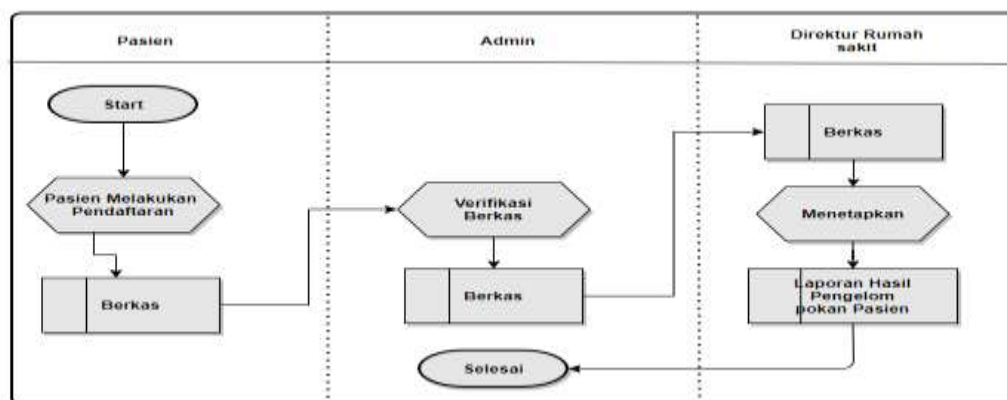 Pasien
Admin
Direktur Rumah
sakit
Start
Pasien Melakukan
Pendaftaran
Berkas
Verifikasi
Berkas
Berkas
Selesai
Berkas
Menetapkan
Laporan Hasil
Pengelom
pokan Pasien